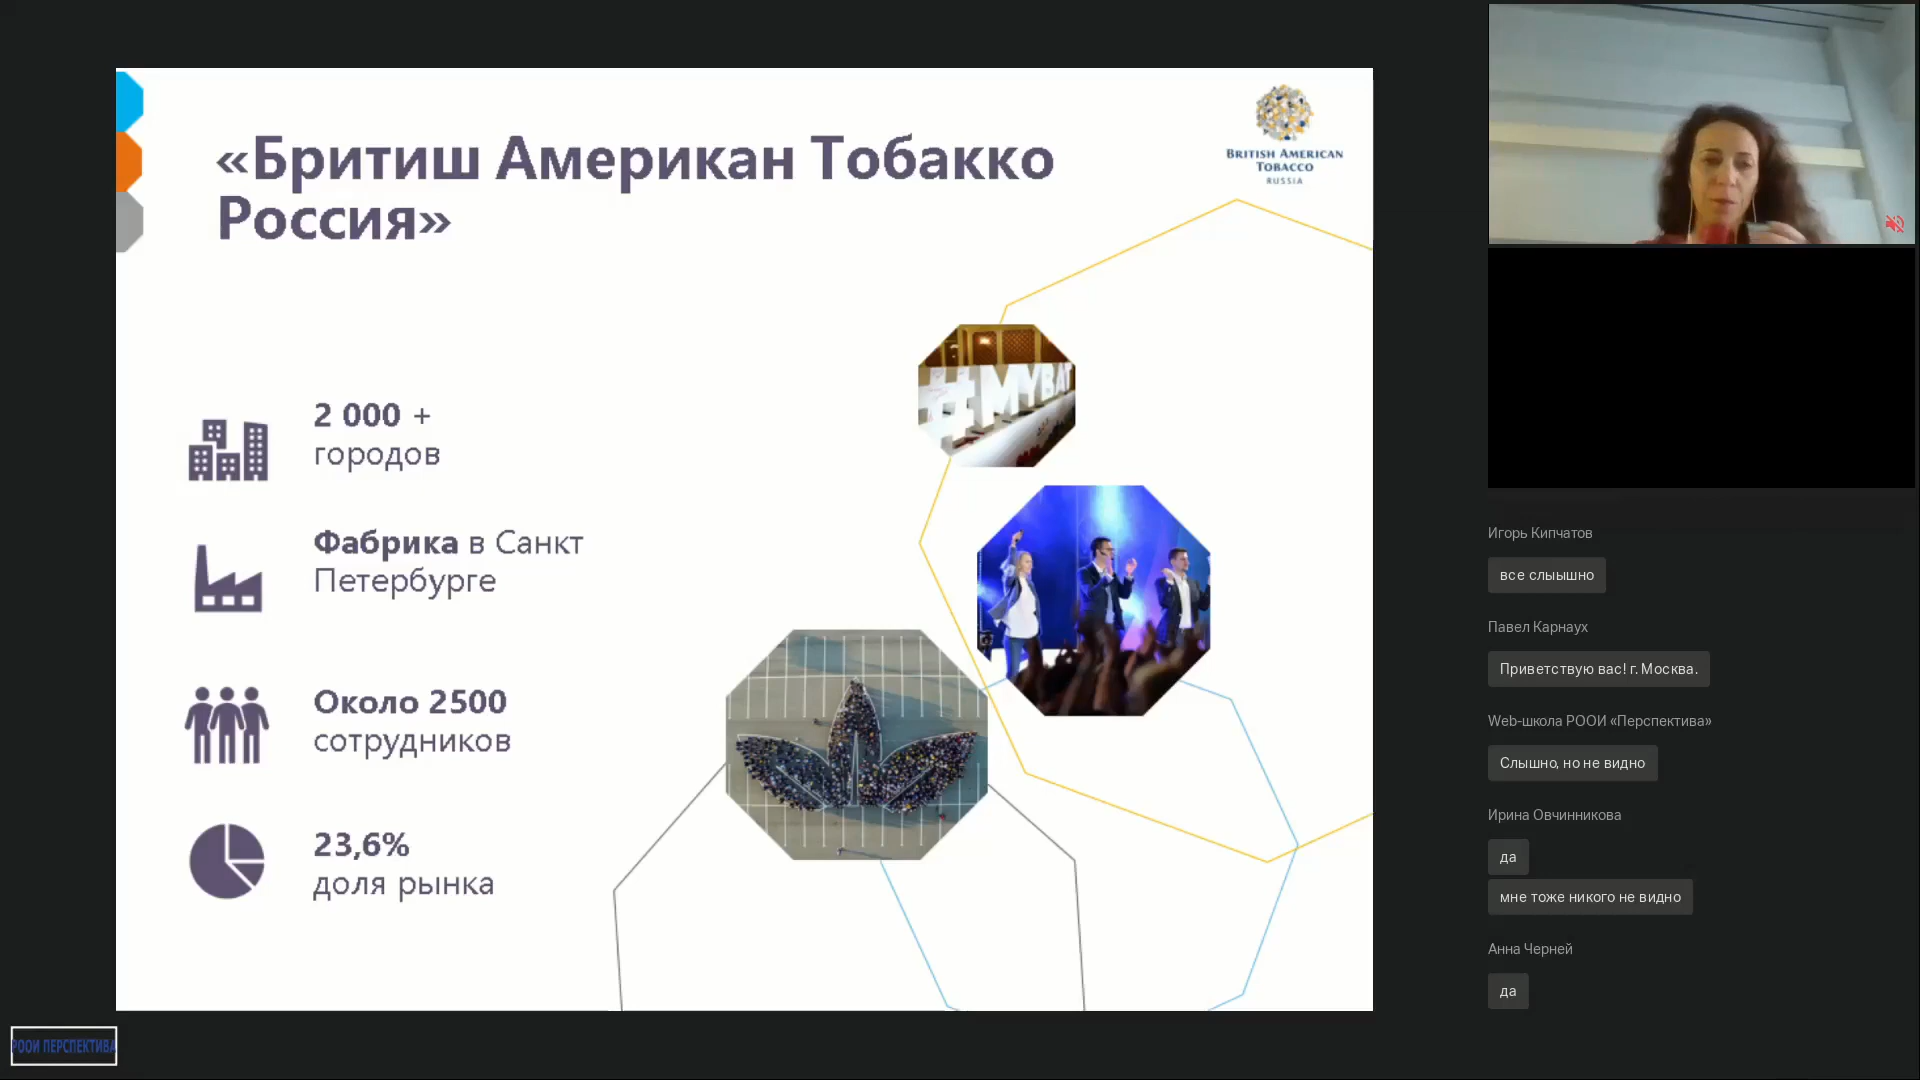 «Бритиш Американ Тобакко
Россия»
BRITISH AMERICAN
TOBACCO
RUSSIA
2 000 +
городов
Фабрика в Санкт
Петербурге
Около 2500
сотрудников
23,6%
доля рынка
#MYBAT
Игорь Кипчатов
все слыышно
Павел Карнаух
Приветствую вас! г. Москва.
Web-школа РООИ «Перспектива»
Слышно, но не видно
Ирина Овчинникова
да
мне тоже никого не видно
Анна Черней
да
РООИ ПЕРСПЕКТИВА